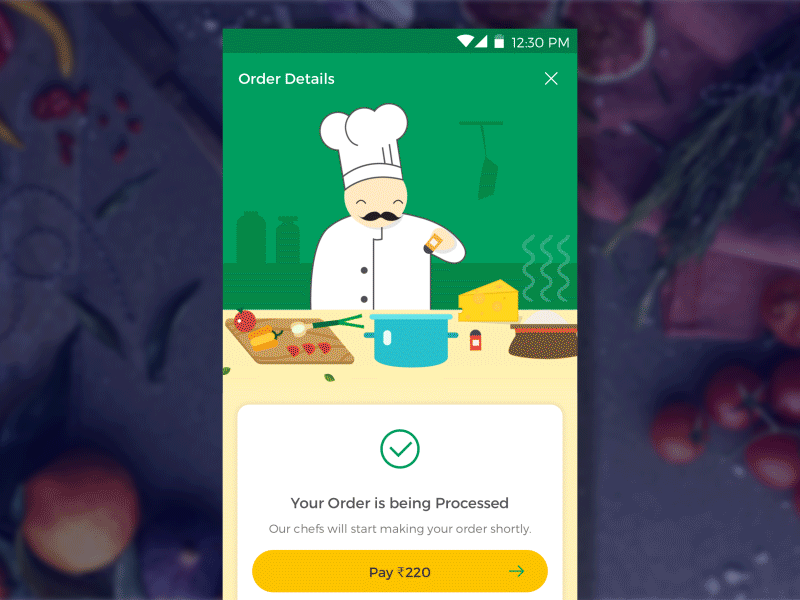 12:30 PM
Order Details
Your Order is being Processed
Our chefs will start making your order shortly.
Pay ₹220